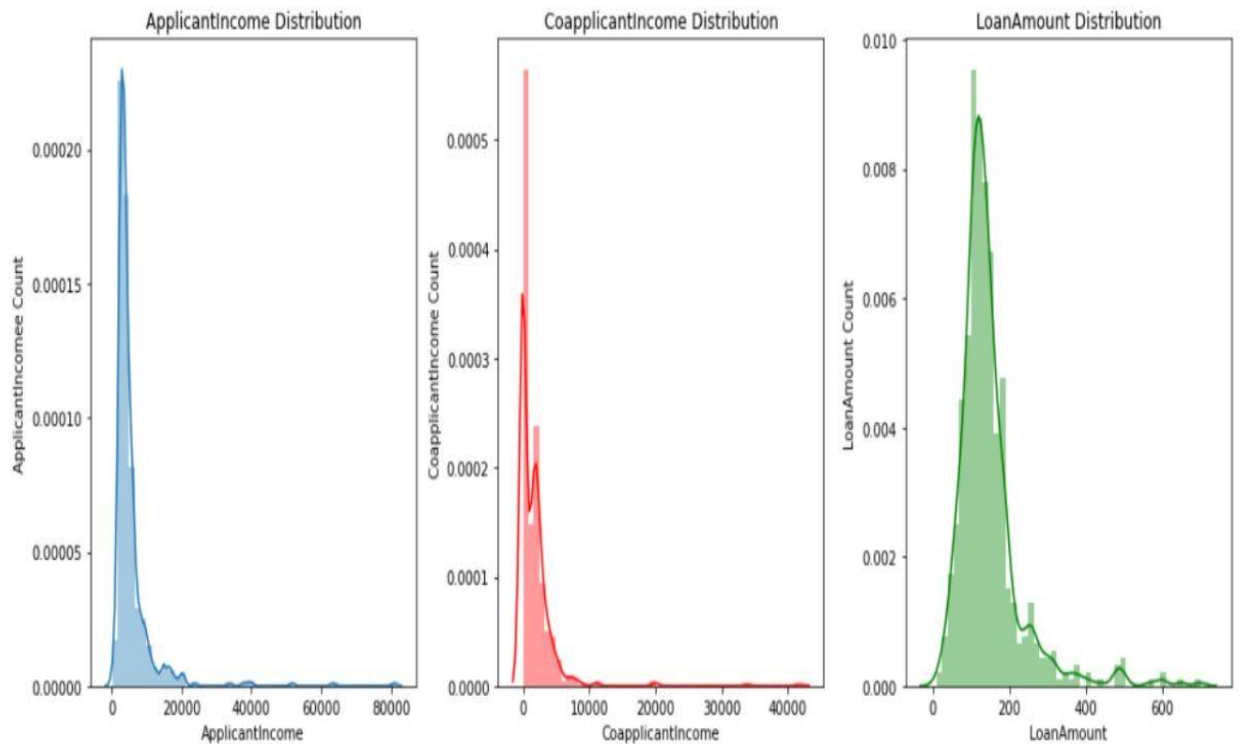 ApplicantIncome Distribution
ApplicantIncomee Count
0.00020
0.00015
0.00010
0.00005
0.00000
0 20000 40000 60000 80000
ApplicantIncome
CoapplicantIncome Distribution
CoapplicantIncome Count
0.0005
0.0004
0.0003
0.0002
0.0001
0.0000
0 10000 20000 30000 40000
CoapplicantIncome
LoanAmount Distribution
LoanAmount Count
0.010
0.008
0.006
0.004
0.002
0.000
0 200 400 600
LoanAmount